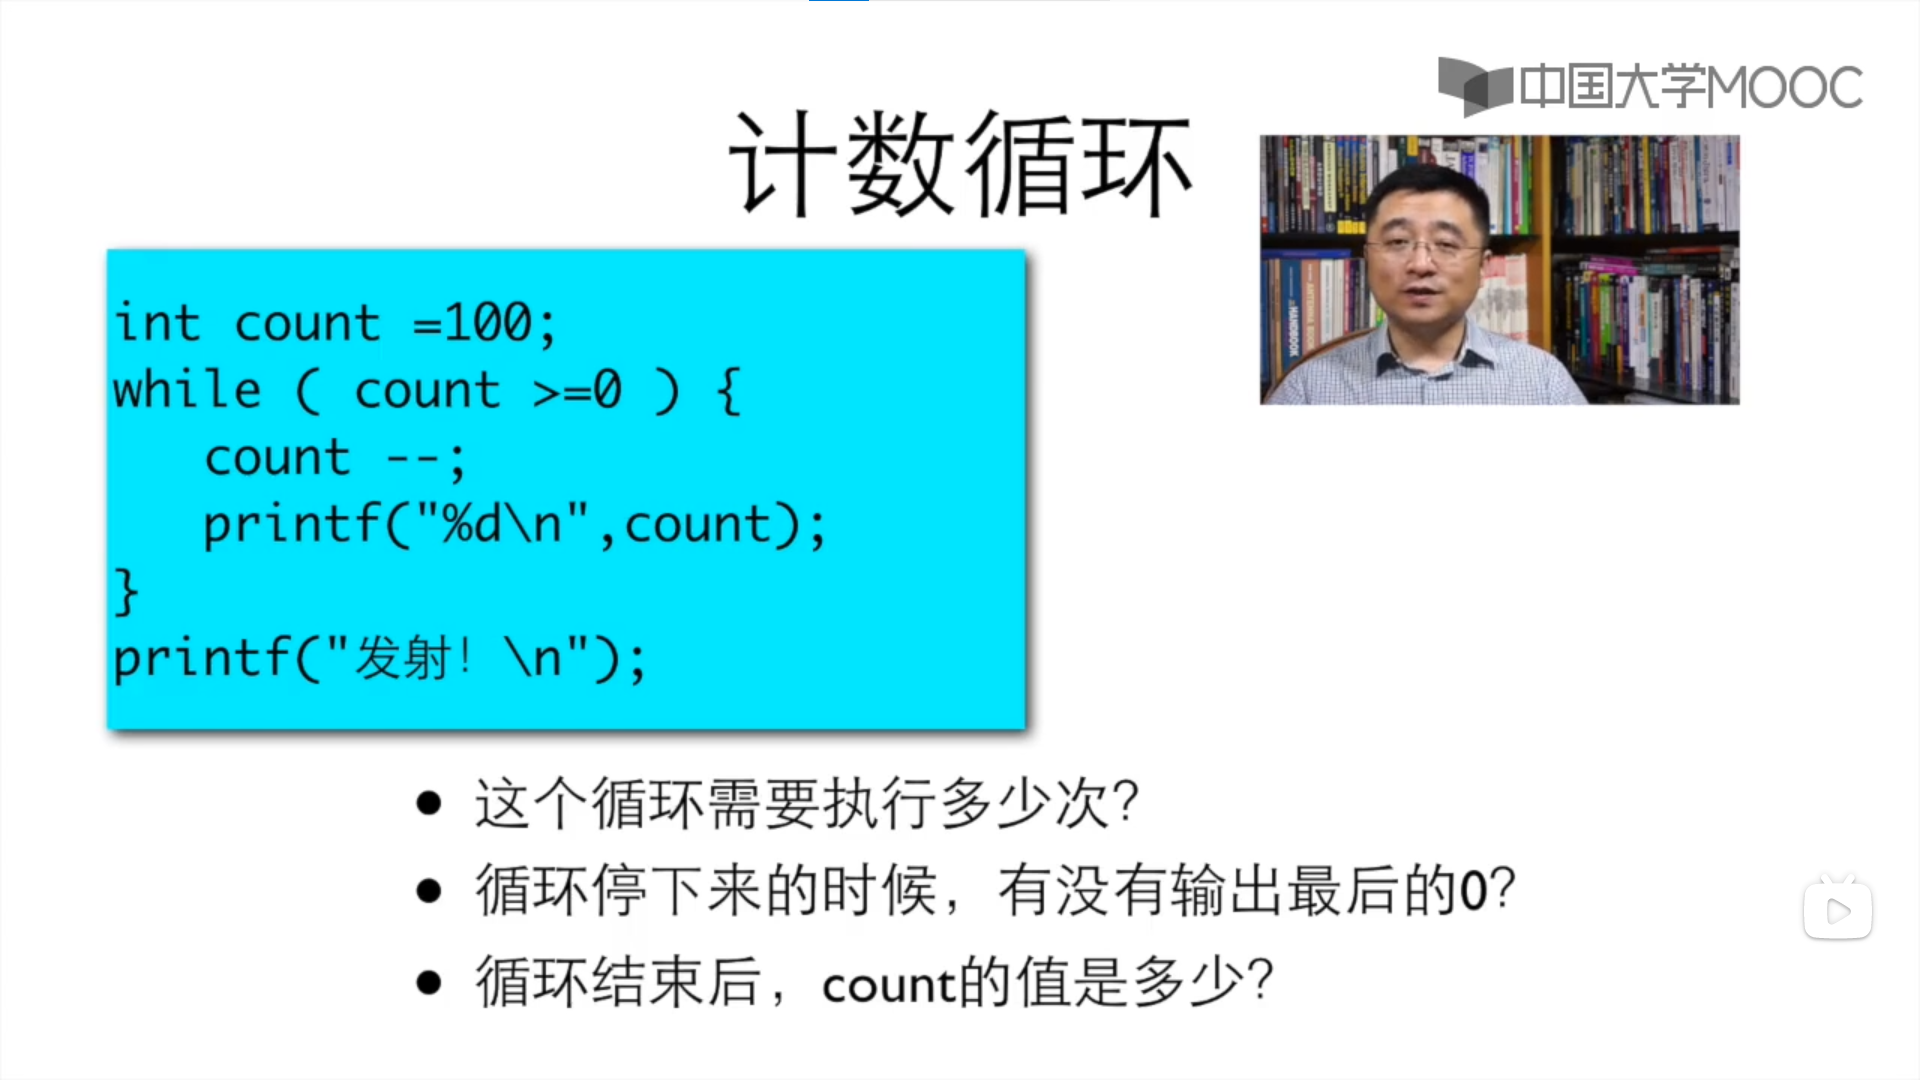 中国大学MOOC
计数循环
int count =100;
while ( count >=0 ) {
count --;
printf("%d\n",count);
}
printf("发射！\n");
这个循环需要执行多少次？
循环停下来的时候，有没有输出最后的0？
循环结束后，count的值是多少？